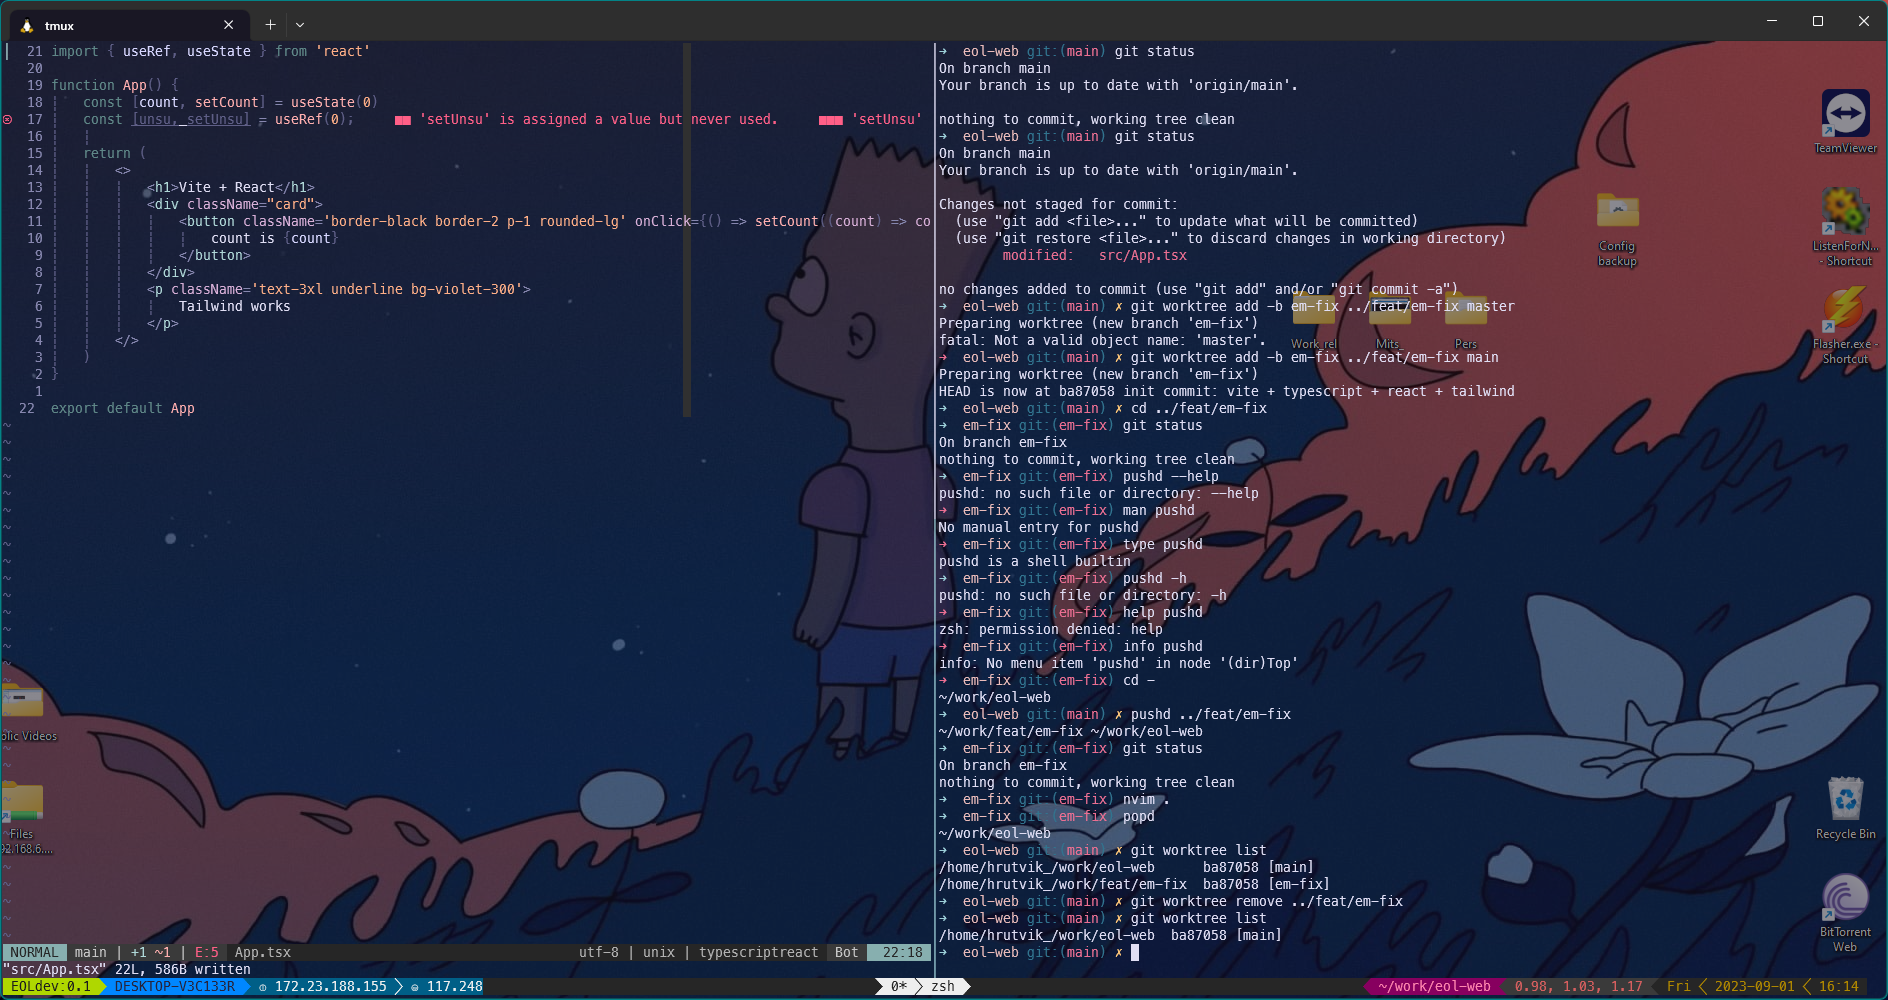 tmux
21 import { useRef, useState } from 'react'
20
19 function App() {
18 const [count, setCount] = useState(0)
17 const [unsu, setUnsu] = useRef(0); ■■ 'setUnsu' is assigned a value but never used. ■■■ 'setUnsu'
16
15 return (
14 <>
13 <h1>Vite + React</h1>
12 <div className="card">
11 <button className='border-black border-2 p-1 rounded-lg' onClick={() => setCount((count) => co
10 count is {count}
9 </button>
8 </div>
7 <p className='text-3xl underline bg-violet-300'>
6 Tailwind works
5 </p>
4 </>
3 )
2 }
1
22 export default App
NORMAL main | +1 ~1 | E:5 App.tsx utf-8 | unix | typescriptreact Bot 22:18
"src/App.tsx" 22L, 586B written
→ eol-web git:(main) git status
On branch main
Your branch is up to date with 'origin/main'.
nothing to commit, working tree clean
→ eol-web git:(main) git status
On branch main
Your branch is up to date with 'origin/main'.
Changes not staged for commit:
(use "git add <file>..." to update what will be committed)
(use "git restore <file>..." to discard changes in working directory)
modified: src/App.tsx
no changes added to commit (use "git add" and/or "git commit -a")
→ eol-web git:(main) ✗ git worktree add -b em-fix ../feat/em-fix master
Preparing worktree (new branch 'em-fix')
fatal: Not a valid object name: 'master'.
→ eol-web git:(main) ✗ git worktree add -b em-fix ../feat/em-fix main
Preparing worktree (new branch 'em-fix')
HEAD is now at ba87058 init commit: vite + typescript + react + tailwind
→ eol-web git:(main) ✗ cd ../feat/em-fix
→ em-fix git:(em-fix) git status
On branch em-fix
nothing to commit, working tree clean
→ em-fix git:(em-fix) pushd --help
pushd: no such file or directory: --help
→ em-fix git:(em-fix) man pushd
No manual entry for pushd
→ em-fix git:(em-fix) type pushd
pushd is a shell builtin
→ em-fix git:(em-fix) pushd -h
pushd: no such file or directory: -h
→ em-fix git:(em-fix) help pushd
zsh: permission denied: help
→ em-fix git:(em-fix) info pushd
info: No menu item 'pushd' in node '(dir)Top'
→ em-fix git:(em-fix) cd -
~/work/eol-web
→ eol-web git:(main) ✗ pushd ../feat/em-fix
~/work/feat/em-fix ~/work/eol-web
→ em-fix git:(em-fix) git status
On branch em-fix
nothing to commit, working tree clean
→ em-fix git:(em-fix) nvim .
→ em-fix git:(em-fix) popd
~/work/eol-web
→ eol-web git:(main) ✗ git worktree list
/home/hrutvik_/work/eol-web ba87058 [main]
/home/hrutvik_/work/feat/em-fix ba87058 [em-fix]
→ eol-web git:(main) ✗ git worktree remove ../feat/em-fix
→ eol-web git:(main) ✗ git worktree list
/home/hrutvik_/work/eol-web ba87058 [main]
→ eol-web git:(main) ✗
TeamViewer
Config
backup
ListenForN...
- Shortcut
Work_rel
Mits_
Pers
Flasher.exe -
Shortcut
blic Videos
Files
92.168.6....
Recycle Bin
BitTorrent
Web
EOLdev:0.1 DESKTOP-V3C133R 172.23.188.155 117.248 0* zsh ~/work/eol-web 0.98, 1.03, 1.17 Fri 2023-09-01 16:14